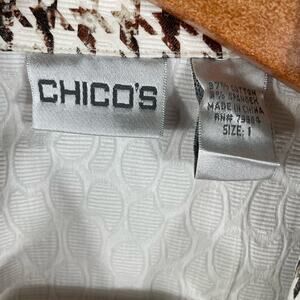 CHICO'S
97% COTTON
3% SPANDEX
MADE IN CHINA
SIZE: 1